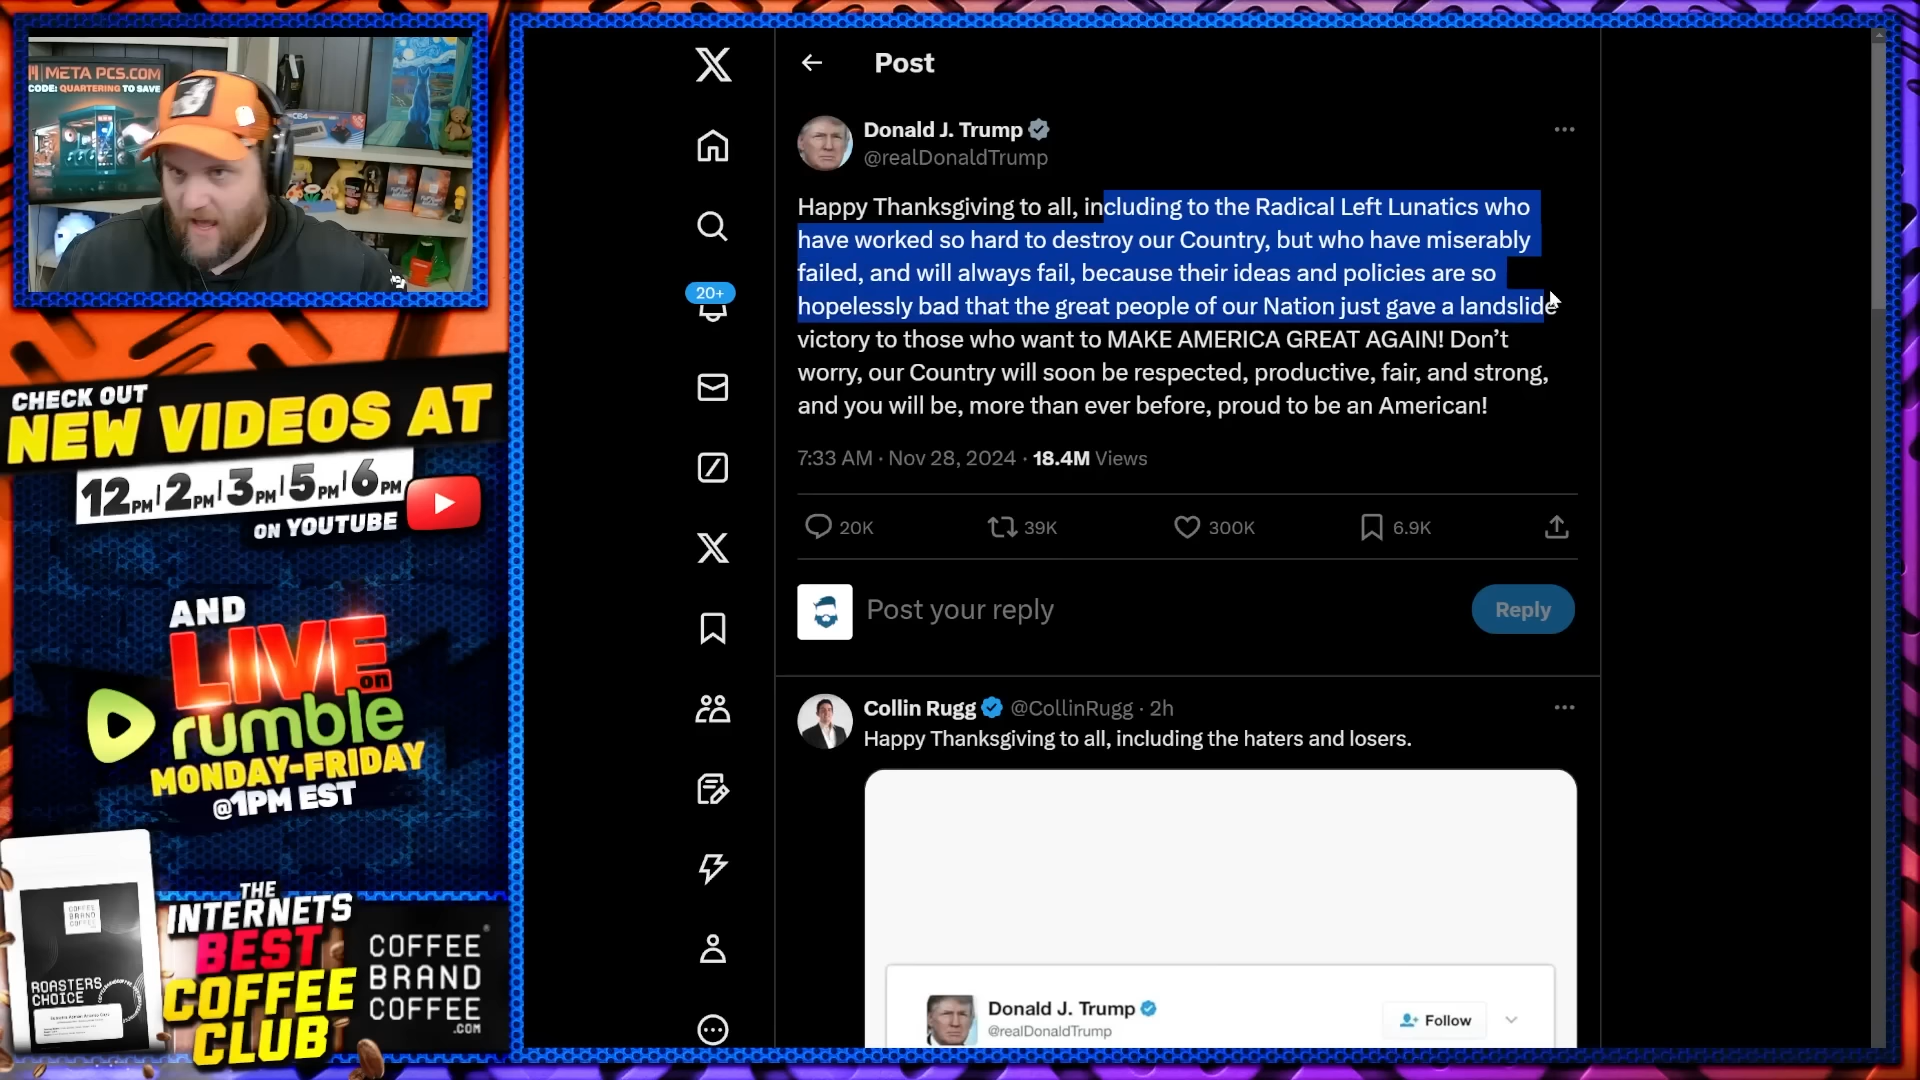 META PCS.COM
CODE: QUARTERING TO SAVE
CHECK OUT
NEW VIDEOS AT
12PM | 2PM | 3PM | 5PM | 6PM
ON YOUTUBE
AND
LIVE
on
rumble
MONDAY-FRIDAY
@1PM EST
THE
INTERNETS
BEST
COFFEE
CLUB
COFFEE
BRAND
COFFEE
.COM
COFFEE
BRAND
COFFEE
ROASTERS
CHOICE
20+
Post
Donald J. Trump
@realDonaldTrump
Happy Thanksgiving to all, including to the Radical Left Lunatics who
have worked so hard to destroy our Country, but who have miserably
failed, and will always fail, because their ideas and policies are so
hopelessly bad that the great people of our Nation just gave a landslide
victory to those who want to MAKE AMERICA GREAT AGAIN! Don’t
worry, our Country will soon be respected, productive, fair, and strong,
and you will be, more than ever before, proud to be an American!
7:33 AM · Nov 28, 2024 · 18.4M Views
20K 39K 300K 6.9K
Post your reply
Reply
Collin Rugg @CollinRugg · 2h
Happy Thanksgiving to all, including the haters and losers.
Donald J. Trump
@realDonaldTrump
Follow